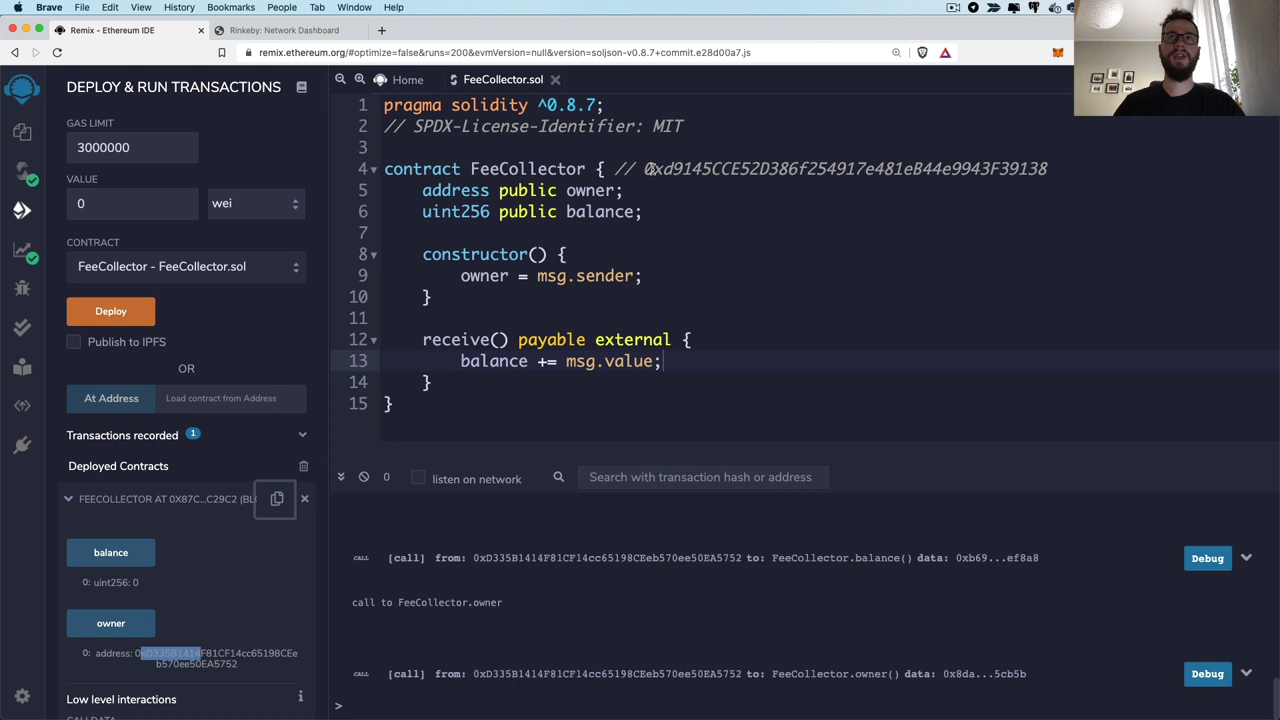 Brave File Edit View History Bookmarks People Tab Window Help
Remix - Ethereum IDE
Rinkeby: Network Dashboard
remix.ethereum.org/#optimize=false&runs=200&evmVersion=null&version=soljson-v0.8.7+commit.e28d00a7.js
DEPLOY & RUN TRANSACTIONS
GAS LIMIT
3000000
VALUE
0 wei
CONTRACT
FeeCollector - FeeCollector.sol
Deploy
Publish to IPFS
OR
At Address Load contract from Address
Transactions recorded 1
Deployed Contracts
FEECOLLECTOR AT 0X87C...C29C2 (BLO
balance
0: uint256: 0
owner
0: address: 0xD335B1414F81CF14cc65198CEe
b570ee50EA5752
Low level interactions
CALLDATA
Home FeeCollector.sol
1 pragma solidity ^0.8.7;
2 // SPDX-License-Identifier: MIT
3
4 contract FeeCollector { // 0xd9145CCE52D386f254917e481eB44e9943F39138
5 address public owner;
6 uint256 public balance;
7
8 constructor() {
9 owner = msg.sender;
10 }
11
12 receive() payable external {
13 balance += msg.value;
14 }
15 }
0 listen on network Search with transaction hash or address
CALL [call] from: 0xD335B1414F81CF14cc65198CEeb570ee50EA5752 to: FeeCollector.balance() data: 0xb69...ef8a8 Debug
call to FeeCollector.owner
CALL [call] from: 0xD335B1414F81CF14cc65198CEeb570ee50EA5752 to: FeeCollector.owner() data: 0x8da...5cb5b Debug
>